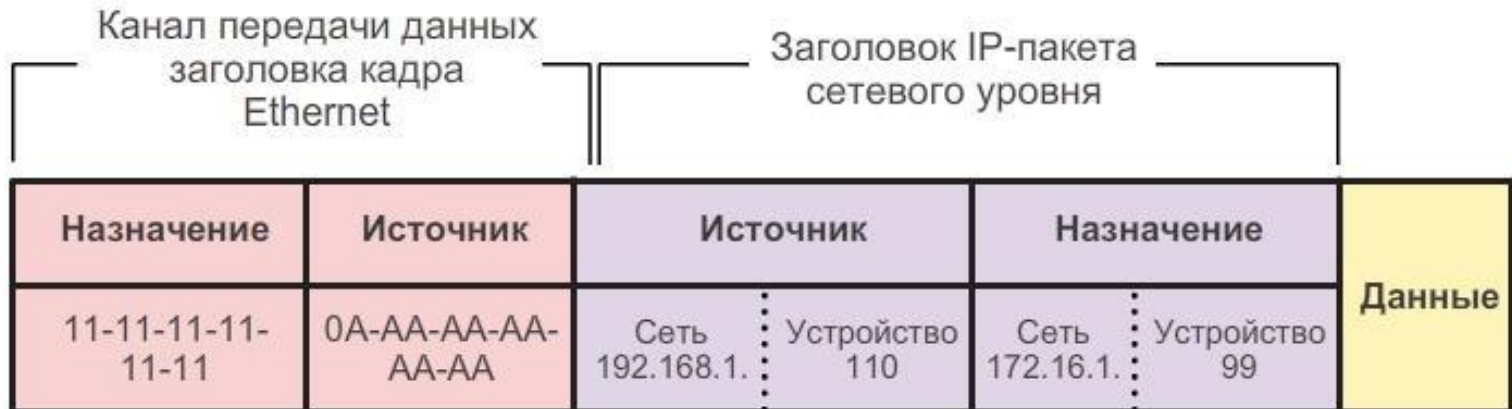 Канал передачи данных
заголовка кадра
Ethernet
Заголовок IP-пакета
сетевого уровня
Назначение
Источник
Источник
Назначение
Данные
11-11-11-11-
11-11
0A-AA-AA-AA-
AA-AA
Сеть
192.168.1.
Устройство
110
Сеть
172.16.1.
Устройство
99